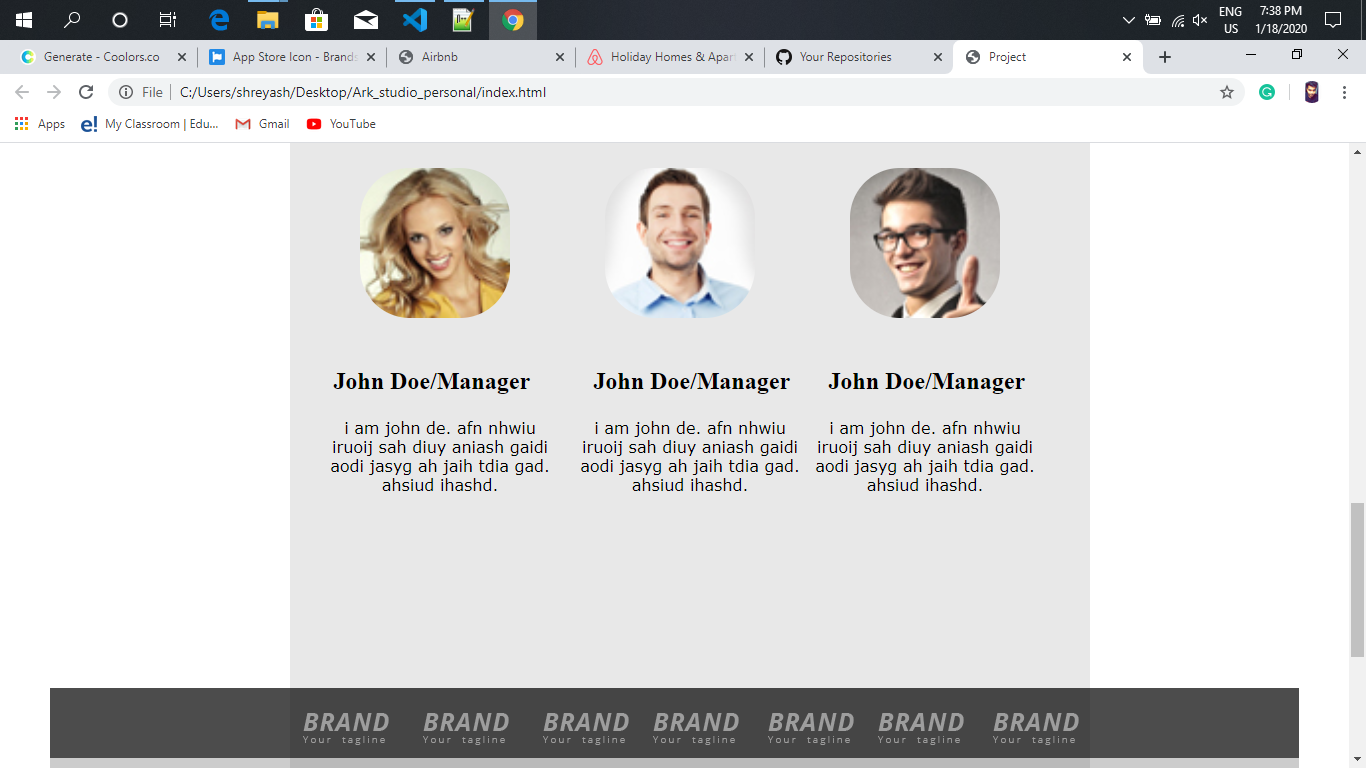 ENG 7:38 PM
US 1/18/2020
Generate - Coolors.co App Store Icon - Brands Airbnb Holiday Homes & Apar Your Repositories Project
File C:/Users/shreyash/Desktop/Ark_studio_personal/index.html
Apps e! My Classroom | Edu... Gmail YouTube
John Doe/Manager John Doe/Manager John Doe/Manager
i am john de. afn nhwiu i am john de. afn nhwiu i am john de. afn nhwiu
iruoij sah diuy aniash gaidi iruoij sah diuy aniash gaidi iruoij sah diuy aniash gaidi
aodi jasyg ah jaih tdia gad. aodi jasyg ah jaih tdia gad. aodi jasyg ah jaih tdia gad.
ahsiud ihashd. ahsiud ihashd. ahsiud ihashd.
BRAND BRAND BRAND BRAND BRAND BRAND BRAND
Your tagline Your tagline Your tagline Your tagline Your tagline Your tagline Your tagline